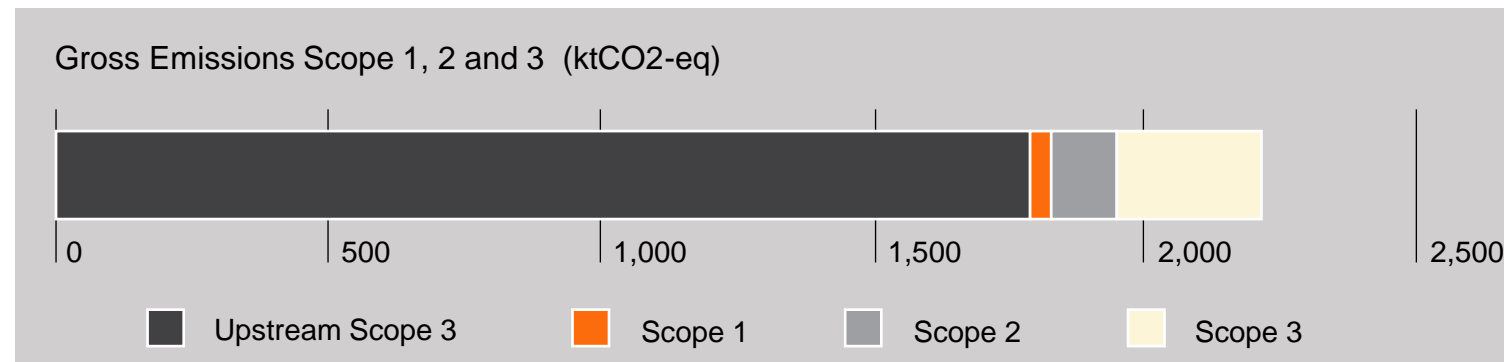 Gross Emissions Scope 1, 2 and 3 (ktCO2-eq)
0 500 1,000 1,500 2,000 2,500
Upstream Scope 3 Scope 1 Scope 2 Scope 3